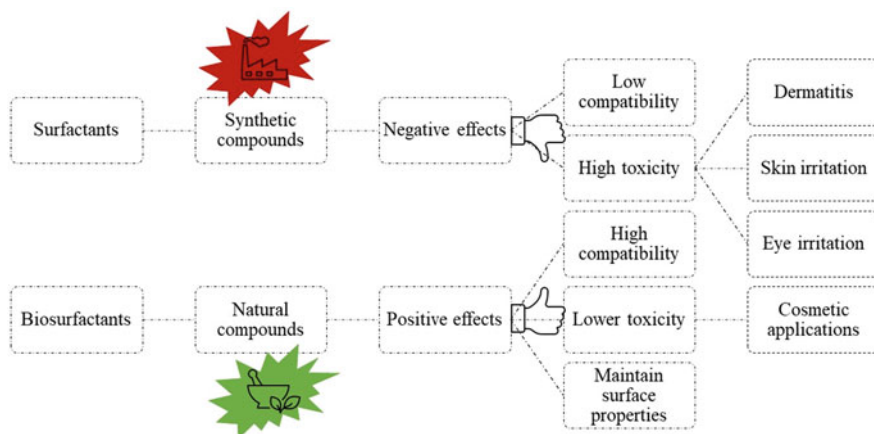 Surfactants
Synthetic
compounds
Negative effects
Low
compatibility
High toxicity
Dermatitis
Skin irritation
Eye irritation
Biosurfactants
Natural
compounds
Positive effects
High
compatibility
Lower toxicity
Maintain
surface
properties
Cosmetic
applications